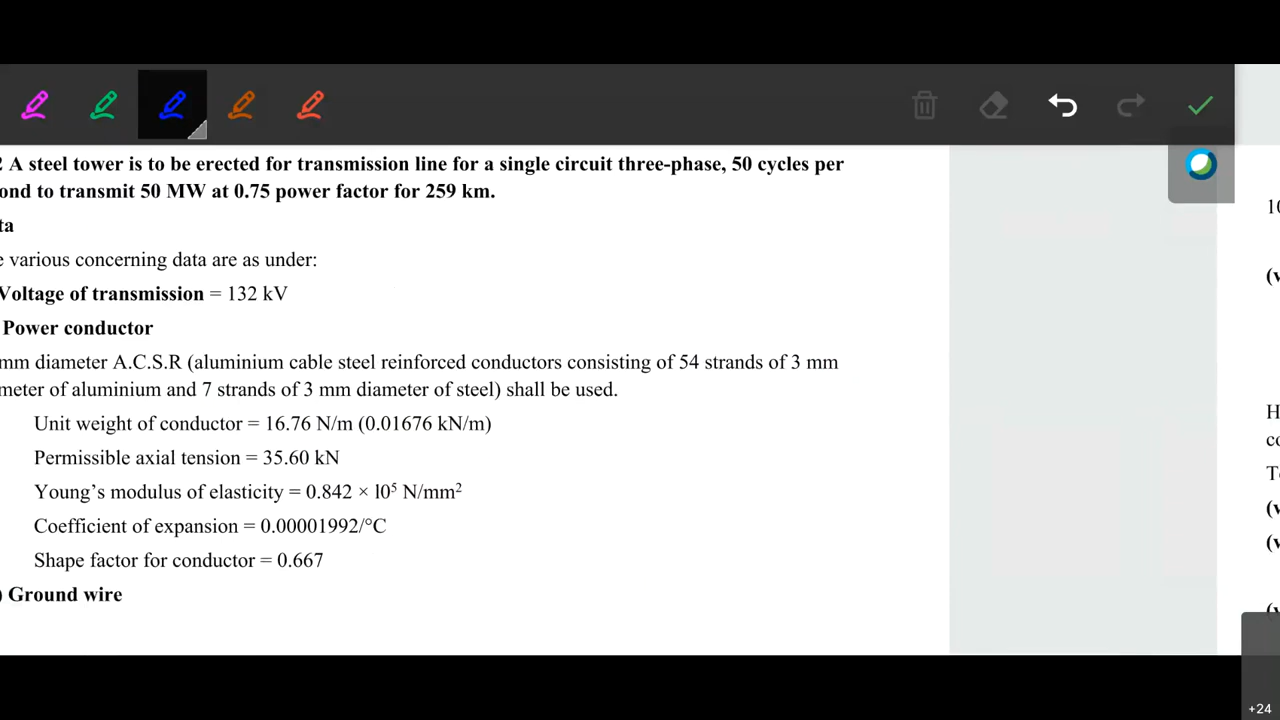 2 A steel tower is to be erected for transmission line for a single circuit three-phase, 50 cycles per
ond to transmit 50 MW at 0.75 power factor for 259 km.
ta
e various concerning data are as under:
Voltage of transmission = 132 kV
Power conductor
mm diameter A.C.S.R (aluminium cable steel reinforced conductors consisting of 54 strands of 3 mm
meter of aluminium and 7 strands of 3 mm diameter of steel) shall be used.
Unit weight of conductor = 16.76 N/m (0.01676 kN/m)
Permissible axial tension = 35.60 kN
Young's modulus of elasticity = 0.842 × l0⁵ N/mm²
Coefficient of expansion = 0.00001992/°C
Shape factor for conductor = 0.667
) Ground wire
10
(v
H
co
To
(v
(v
(v
+24